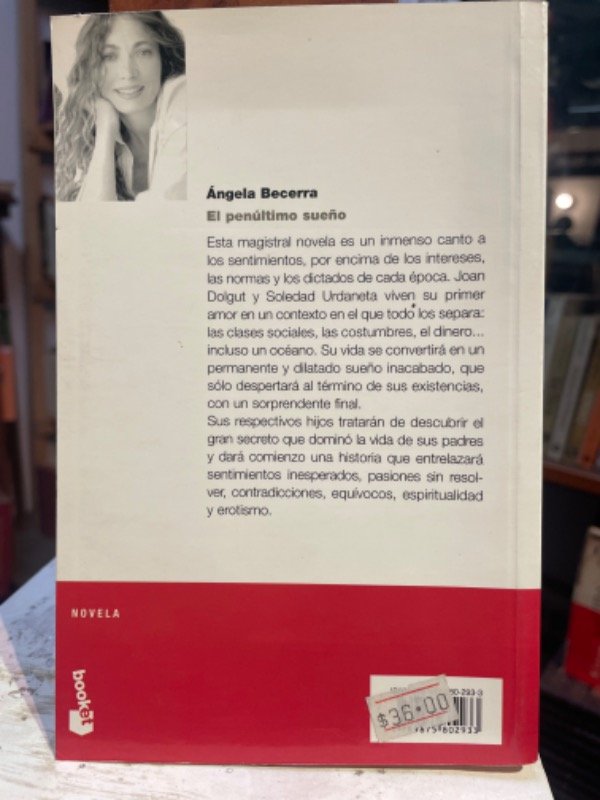 Ángela Becerra
El penúltimo sueño
Esta magistral novela es un inmenso canto a
los sentimientos, por encima de los intereses,
las normas y los dictados de cada época. Joan
Dolgut y Soledad Urdaneta viven su primer
amor en un contexto en el que todo los separa:
las clases sociales, las costumbres, el dinero...
incluso un océano. Su vida se convertirá en un
permanente y dilatado sueño inacabado, que
sólo despertará al término de sus existencias,
con un sorprendente final.
Sus respectivos hijos tratarán de descubrir el
gran secreto que dominó la vida de sus padres
y dará comienzo una historia que entrelazará
sentimientos inesperados, pasiones sin resol-
ver, contradicciones, equívocos, espiritualidad
y erotismo.
NOVELA
booket
0-293-3
$36.00
9875802933